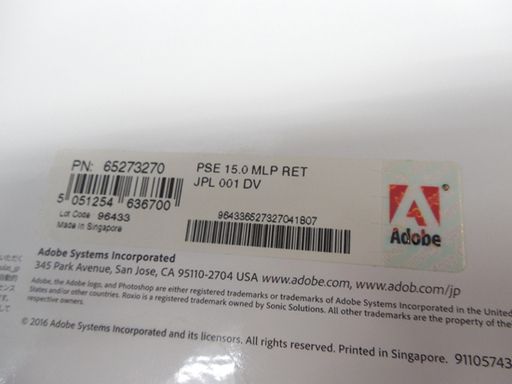 PN: 65273270
PSE 15.0 MLP RET
JPL 001 DV
5 051254 636700
Lot Code 96433
Made in Singapore
964336527327041807
Adobe
Adobe Systems Incorporated
345 Park Avenue, San Jose, CA 95110-2704 USA www.adobe.com, www.adob.com/jp
Adobe, the Adobe logo, and Photoshop are either registered trademarks or trademarks of Adobe Systems Incorporated in the United
States and/or other countries. Roxio is a registered trademark owned by Sonic Solutions. All other trademarks are the property of the
respective owners.
© 2016 Adobe Systems Incorporated and its licensors. All rights reserved. Printed in Singapore. 91105743